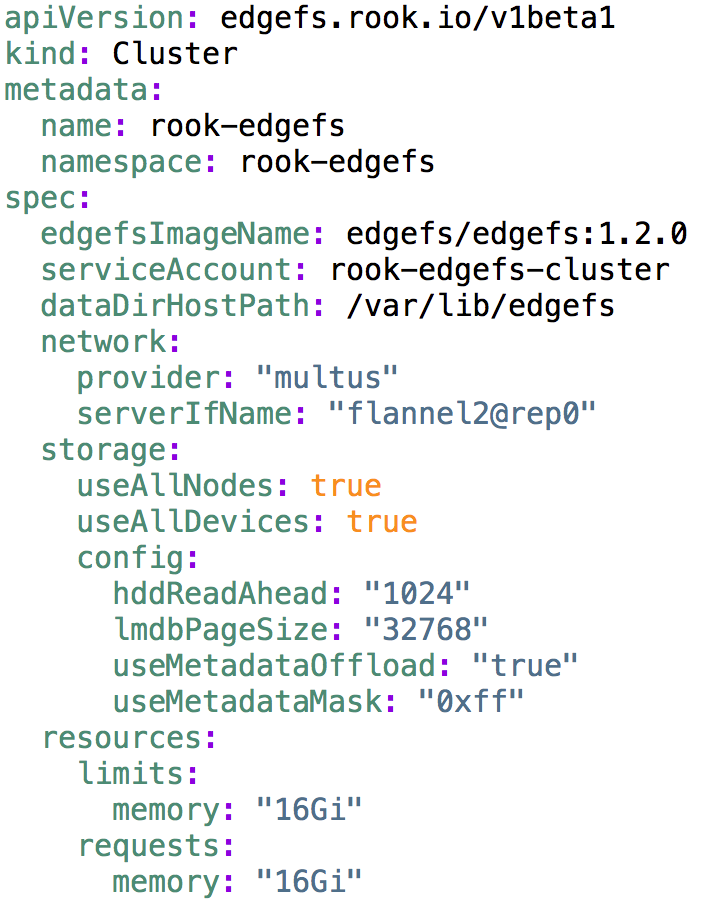 apiVersion: edgefs.rook.io/v1beta1
kind: Cluster
metadata:
  name: rook-edgefs
  namespace: rook-edgefs
spec:
  edgefsImageName: edgefs/edgefs:1.2.0
  serviceAccount: rook-edgefs-cluster
  dataDirHostPath: /var/lib/edgefs
  network:
    provider: "multus"
    serverIfName: "flannel2@rep0"
  storage:
    useAllNodes: true
    useAllDevices: true
    config:
      hddReadAhead: "1024"
      lmdbPageSize: "32768"
      useMetadataOffload: "true"
      useMetadataMask: "0xff"
  resources:
    limits:
      memory: "16Gi"
    requests:
      memory: "16Gi"